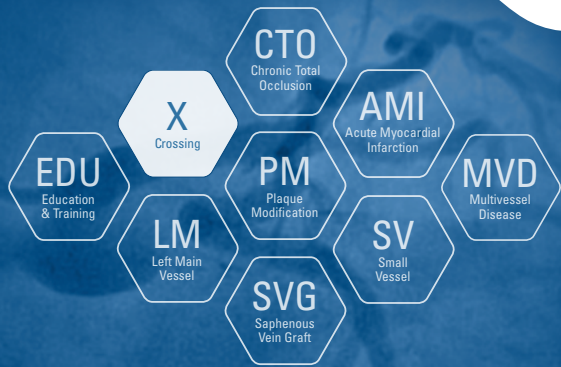 CTO
Chronic Total
Occlusion
X
Crossing
AMI
Acute Myocardial
Infarction
EDU
Education
& Training
PM
Plaque
Modification
MVD
Multivessel
Disease
LM
Left Main
Vessel
SV
Small
Vessel
SVG
Saphenous
Vein Graft